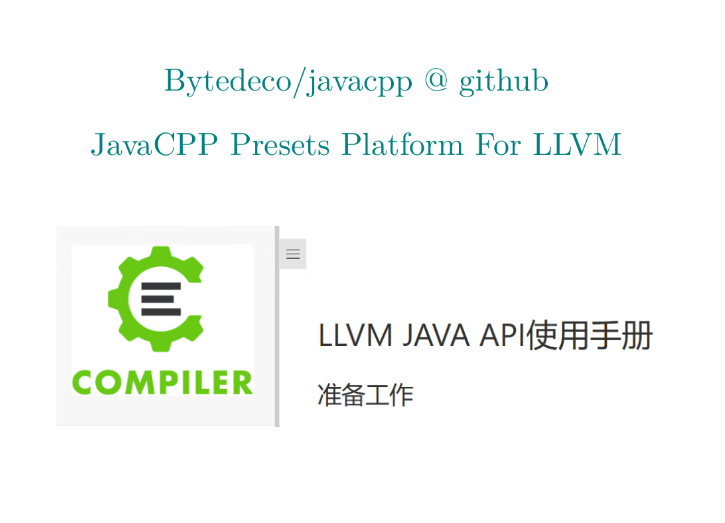 Bytedeco/javacpp @ github
JavaCPP Presets Platform For LLVM
COMPILER
LLVM JAVA API使用手册
准备工作